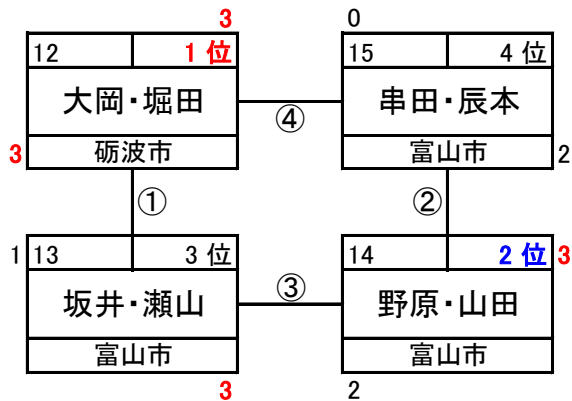 3 0
12 1 位 15 4 位
大岡・堀田 串田・辰本
④
3 砺波市 富山市 2
① ②
1 13 3 位 14 2 位 3
坂井・瀬山 野原・山田
③
富山市 富山市
3 2